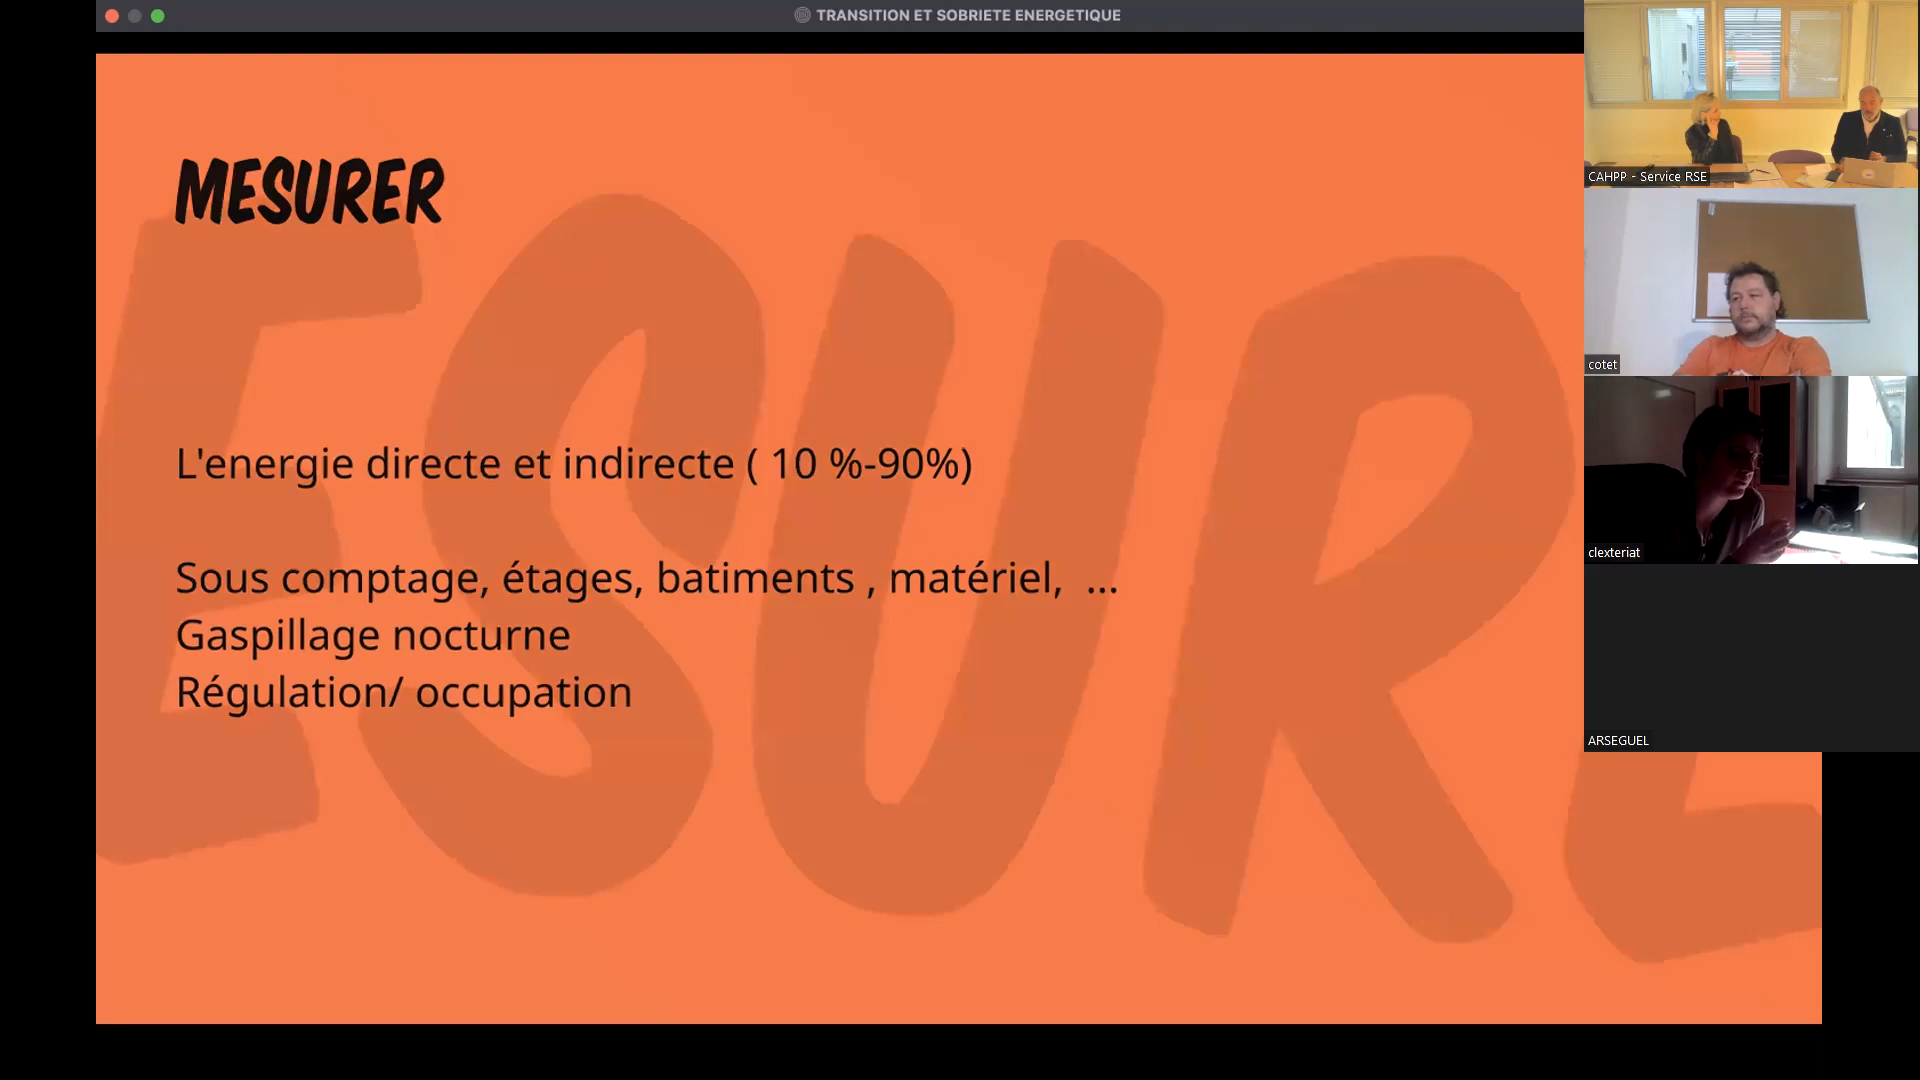 TRANSITION ET SOBRIETE ENERGETIQUE
MESURER
ESURE
L'energie directe et indirecte ( 10 %-90%)
Sous comptage, étages, batiments , matériel,  ...
Gaspillage nocturne
Régulation/ occupation
CAHPP - Service RSE
cotet
clexteriat
ARSEGUEL